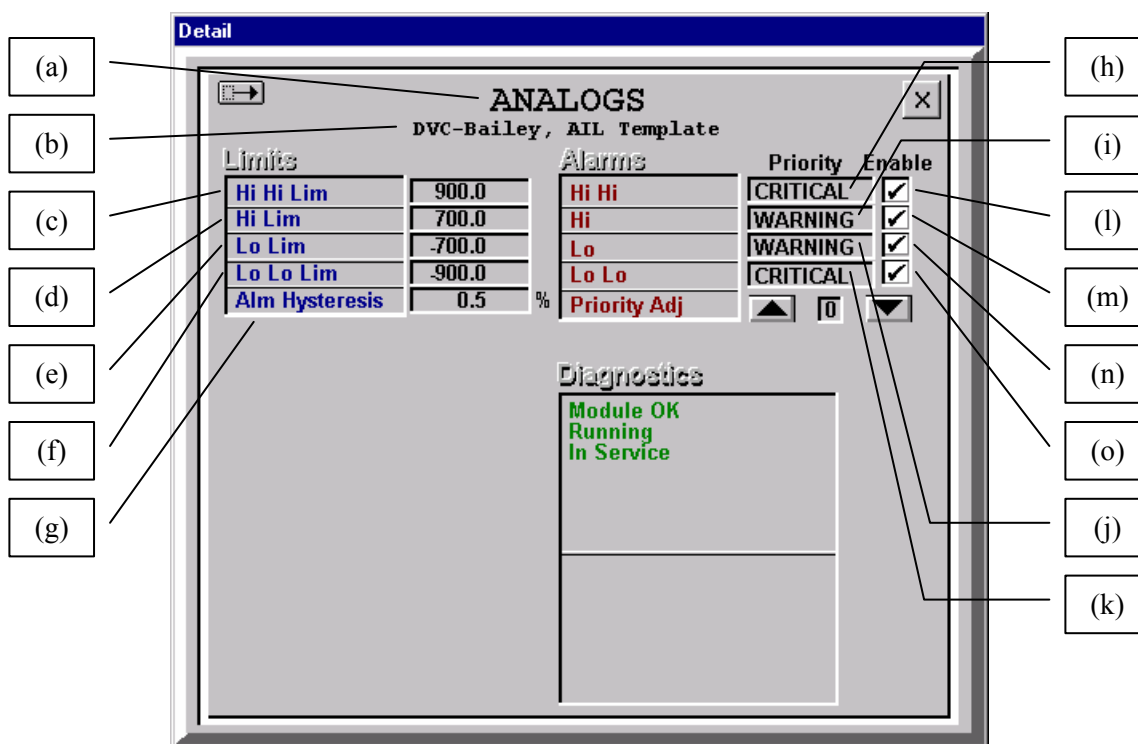 Detail
(a)
(b)
(c)
(d)
(e)
(f)
(g)
ANALOGS
DVC-Bailey, AIL Template
Limits
Hi Hi Lim 900.0
Hi Lim 700.0
Lo Lim -700.0
Lo Lo Lim -900.0
Alm Hysteresis 0.5 %
Alarms Priority Enable
Hi Hi CRITICAL
Hi WARNING
Lo WARNING
Lo Lo CRITICAL
Priority Adj 0
Diagnostics
Module OK
Running
In Service
(h)
(i)
(l)
(m)
(n)
(o)
(j)
(k)